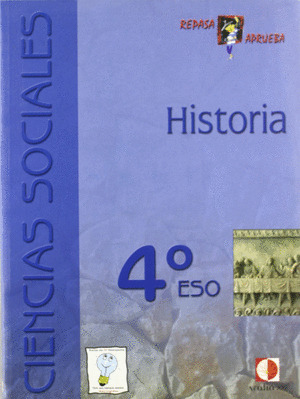 REPASA
APRUEBA
Historia
CIENCIAS SOCIALES
4º
ESO